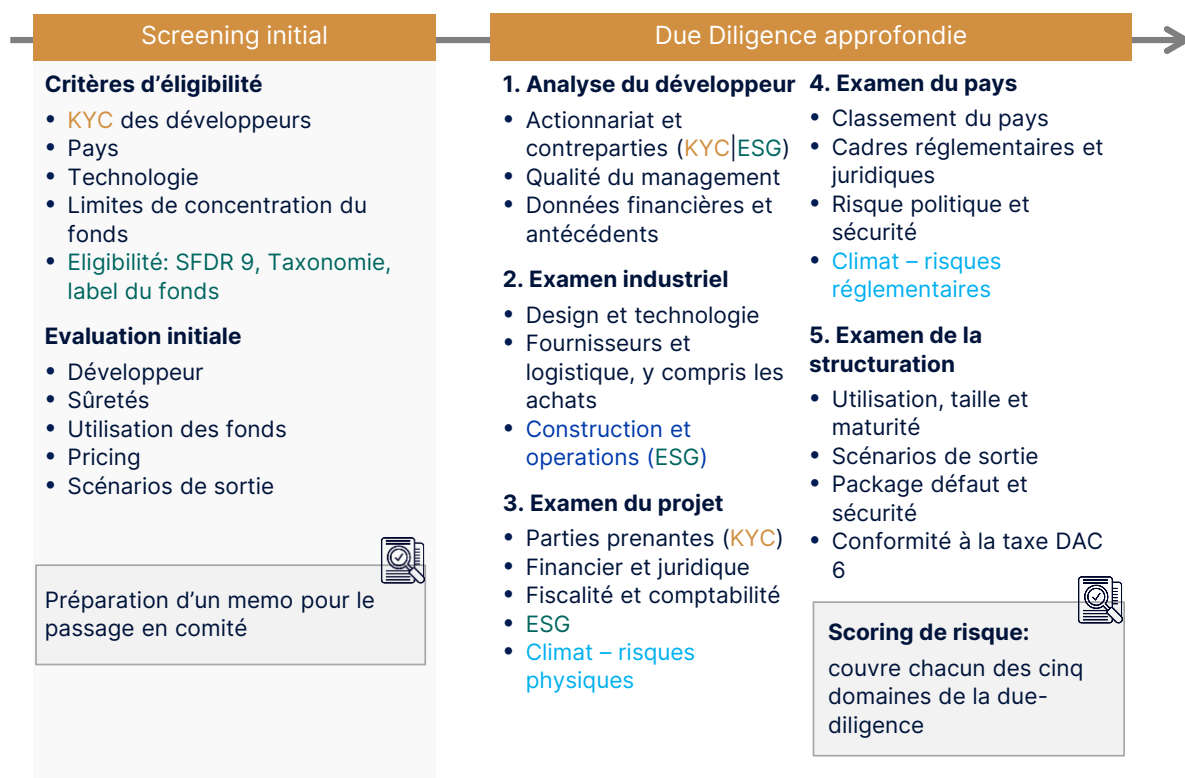 Screening initial
Due Diligence approfondie
Critères d’éligibilité
• KYC des développeurs
• Pays
• Technologie
• Limites de concentration du
fonds
• Eligibilité: SFDR 9, Taxonomie,
label du fonds
Evaluation initiale
• Développeur
• Sûretés
• Utilisation des fonds
• Pricing
• Scénarios de sortie
Préparation d’un memo pour le
passage en comité
1. Analyse du développeur
• Actionnariat et
contreparties (KYC|ESG)
• Qualité du management
• Données financières et
antécédents
2. Examen industriel
• Design et technologie
• Fournisseurs et
logistique, y compris les
achats
• Construction et
operations (ESG)
3. Examen du projet
• Parties prenantes (KYC)
• Financier et juridique
• Fiscalité et comptabilité
• ESG
• Climat – risques
physiques
4. Examen du pays
• Classement du pays
• Cadres réglementaires et
juridiques
• Risque politique et
sécurité
• Climat – risques
réglementaires
5. Examen de la
structuration
• Utilisation, taille et
maturité
• Scénarios de sortie
• Package défaut et
sécurité
• Conformité à la taxe DAC
6
Scoring de risque:
couvre chacun des cinq
domaines de la due-
diligence